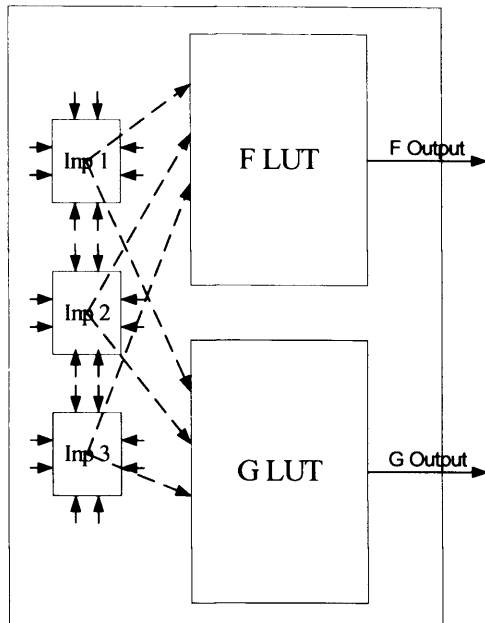 Inp 1
F LUT
F Output
Inp 2
Inp 3
G LUT
G Output